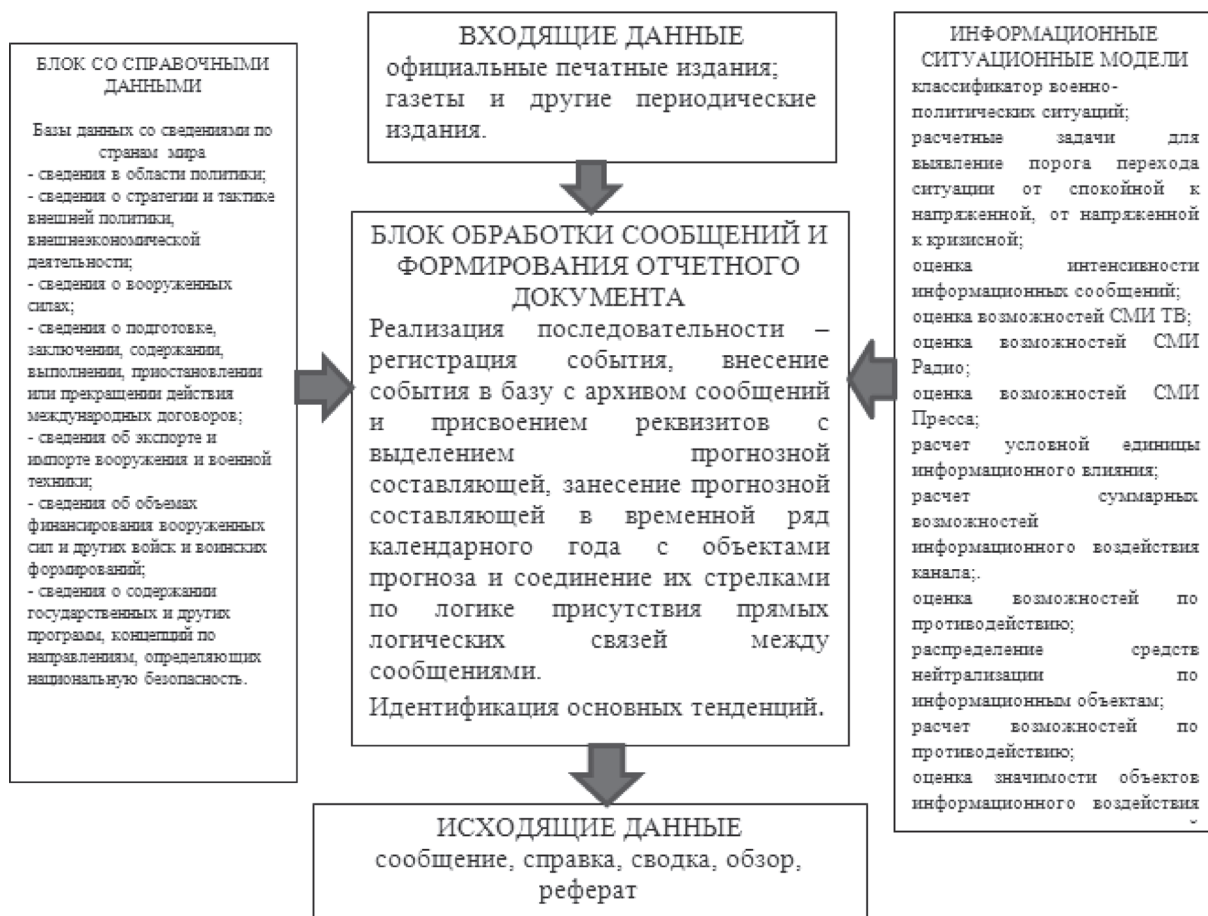 ВХОДЯЩИЕ ДАННЫЕ
официальные печатные издания;
газеты и другие периодические
издания.
БЛОК СО СПРАВОЧНЫМИ
ДАННЫМИ
Базы данных со сведениями по
странам мира
- сведения в области политики;
- сведения о стратегии и тактике
внешней политики,
внешнеэкономической
деятельности;
- сведения о вооруженных
силах;
- сведения о подготовке,
заключении, содержании,
выполнении, приостановлении
или прекращении действия
международных договоров;
- сведения об экспорте и
импорте вооружения и военной
техники;
- сведения об объемах
финансирования вооруженных
сил и других войск и воинских
формирований;
- сведения о содержании
государственных и других
программ, концепций по
направлениям, определяющих
национальную безопасность.
БЛОК ОБРАБОТКИ СООБЩЕНИЙ И
ФОРМИРОВАНИЯ ОТЧЕТНОГО
ДОКУМЕНТА
Реализация последовательности –
регистрация события, внесение
события в базу с архивом сообщений
и присвоением реквизитов с
выделением прогнозной
составляющей, занесение прогнозной
составляющей в временной ряд
календарного года с объектами
прогноза и соединение их стрелками
по логике присутствия прямых
логических связей между
сообщениями.
Идентификация основных тенденций.
ИНФОРМАЦИОННЫЕ
СИТУАЦИОННЫЕ МОДЕЛИ
классификатор военно-
политических ситуаций;
расчетные задачи для
выявление порога перехода
ситуации от спокойной к
напряженной, от напряженной
к кризисной;
оценка интенсивности
информационных сообщений;
оценка возможностей СМИ ТВ;
оценка возможностей СМИ
Радио;
оценка возможностей СМИ
Пресса;
расчет условной единицы
информационного влияния;
расчет суммарных
возможностей
информационного воздействия
канала;.
оценка возможностей по
противодействию;
распределение средств
нейтрализации по
информационным объектам;
расчет возможностей по
противодействию;
оценка значимости объектов
информационного воздействия
ИСХОДЯЩИЕ ДАННЫЕ
сообщение, справка, сводка, обзор,
реферат